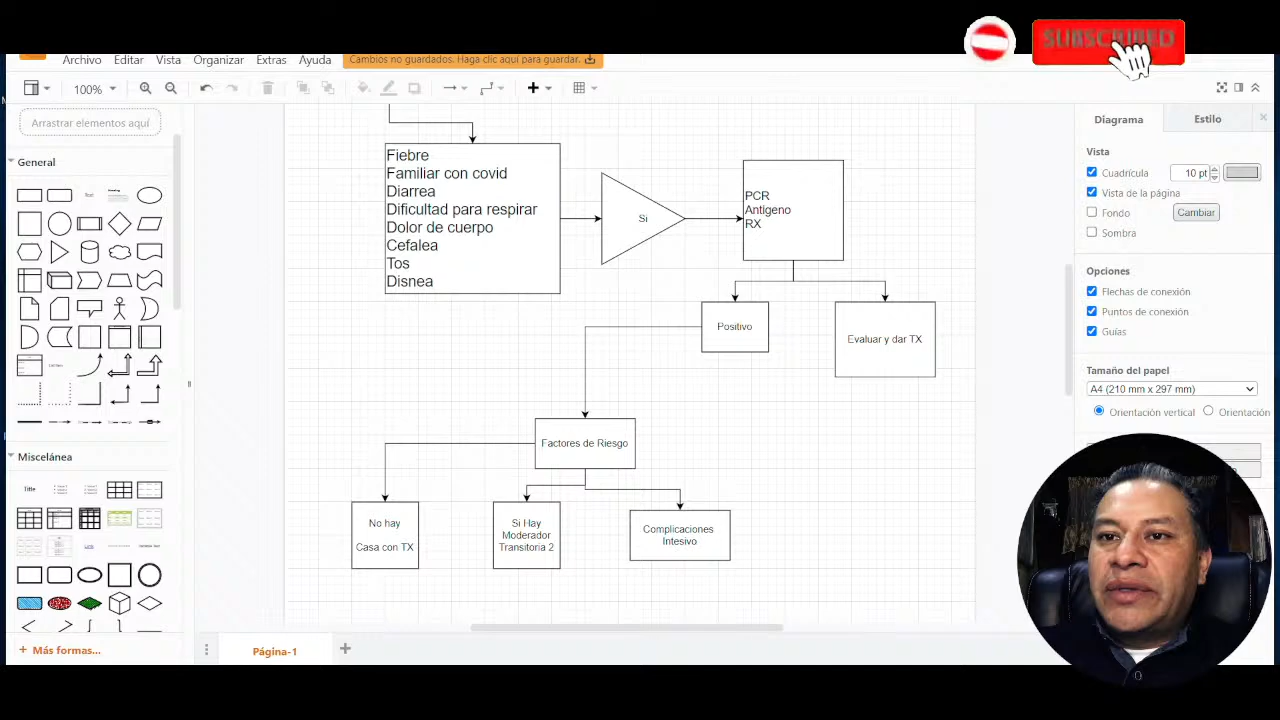 SUBSCRIBED
Archivo Editar Vista Organizar Extras Ayuda Cambios no guardados. Haga clic aquí para guardar.
100%
Arrastrar elementos aquí
General
Text
Heading
Miscelánea
Title
+ Más formas...
Fiebre
Familiar con covid
Diarrea
Dificultad para respirar
Dolor de cuerpo
Cefalea
Tos
Disnea
Si
PCR
Antigeno
RX
Positivo
Evaluar y dar TX
Factores de Riesgo
No hay
Casa con TX
Si Hay
Moderador
Transitoria 2
Complicaciones
Intesivo
Página-1
Diagrama Estilo
Vista
Cuadrícula 10 pt
Vista de la página
Fondo Cambiar
Sombra
Opciones
Flechas de conexión
Puntos de conexión
Guías
Tamaño del papel
A4 (210 mm x 297 mm)
Orientación vertical Orientación